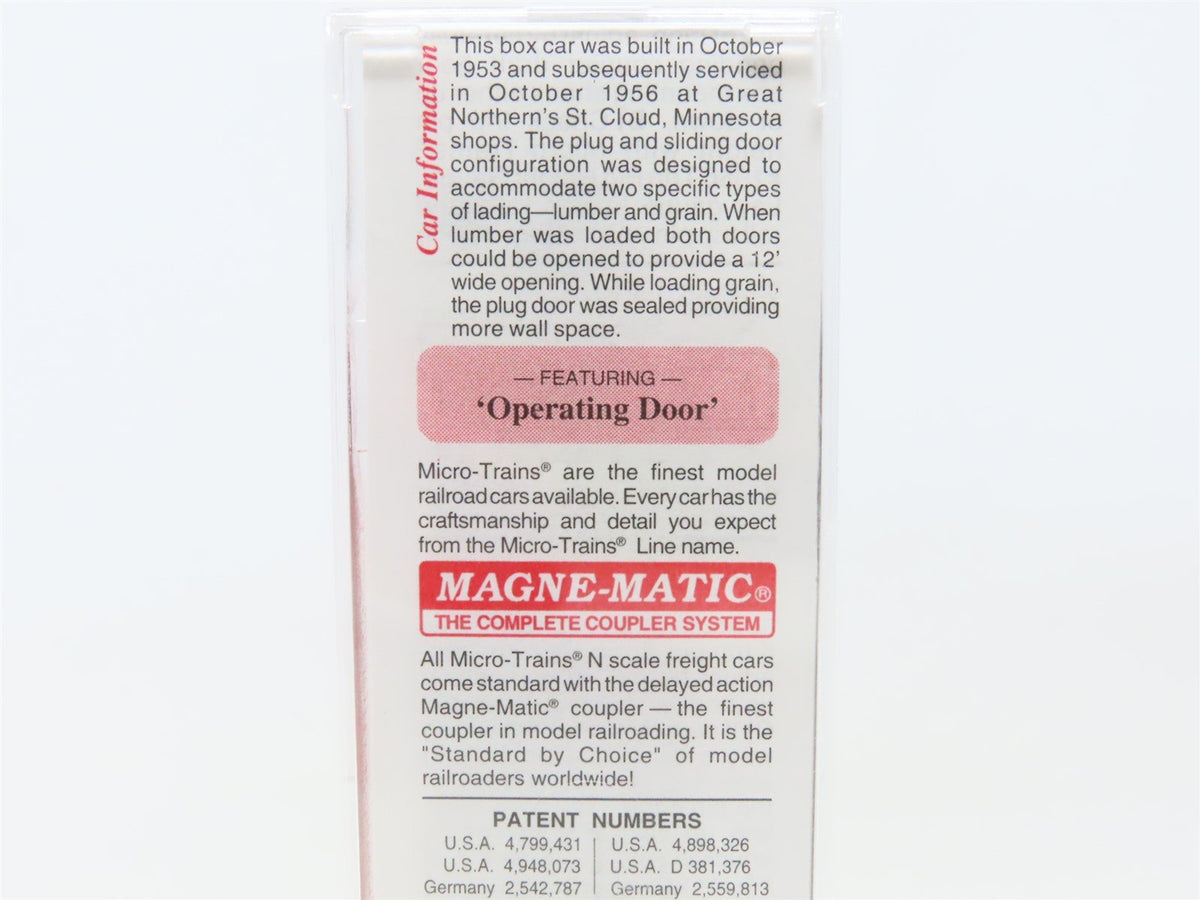 Car Information
This box car was built in October
1953 and subsequently serviced
in October 1956 at Great
Northern's St. Cloud, Minnesota
shops. The plug and sliding door
configuration was designed to
accommodate two specific types
of lading—lumber and grain. When
lumber was loaded both doors
could be opened to provide a 12'
wide opening. While loading grain,
the plug door was sealed providing
more wall space.
— FEATURING —
'Operating Door'
Micro-Trains® are the finest model
railroad cars available. Every car has the
craftsmanship and detail you expect
from the Micro-Trains® Line name.
MAGNE-MATIC®
THE COMPLETE COUPLER SYSTEM
All Micro-Trains® N scale freight cars
come standard with the delayed action
Magne-Matic® coupler — the finest
coupler in model railroading. It is the
"Standard by Choice" of model
railroaders worldwide!
PATENT NUMBERS
U.S.A. 4,799,431 | U.S.A. 4,898,326
U.S.A. 4,948,073 | U.S.A. D 381,376
Germany 2,542,787 | Germany 2,559,813